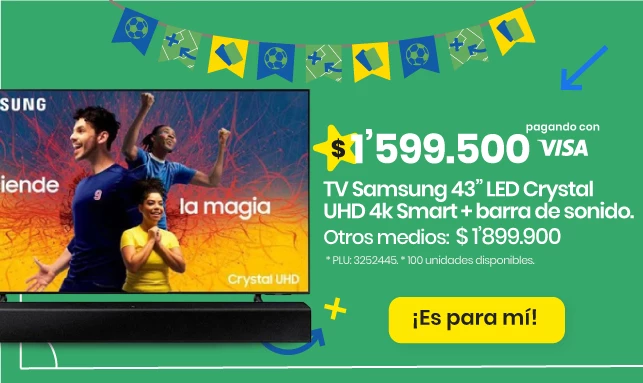 SUNG
iende
la magia
Crystal UHD
pagando con
$1'599.500 VISA
TV Samsung 43" LED Crystal
UHD 4k Smart + barra de sonido.
Otros medios: $1'899.900
*PLU: 3252445. *100 unidades disponibles.
¡Es para mí!
9